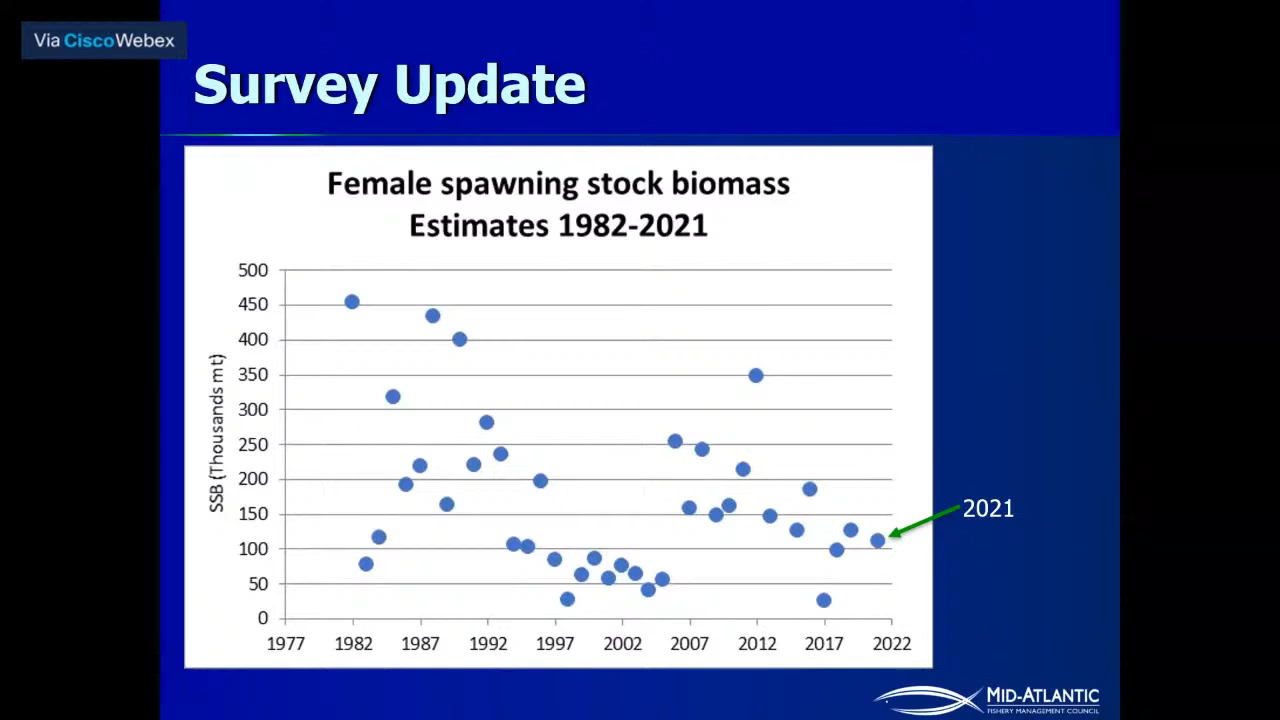 Via CiscoWebex
Survey Update
Female spawning stock biomass
Estimates 1982-2021
SSB (Thousands mt)
500
450
400
350
300
250
200
150
100
50
0
1977 1982 1987 1992 1997 2002 2007 2012 2017 2022
2021
MID-ATLANTIC
FISHERY MANAGEMENT COUNCIL